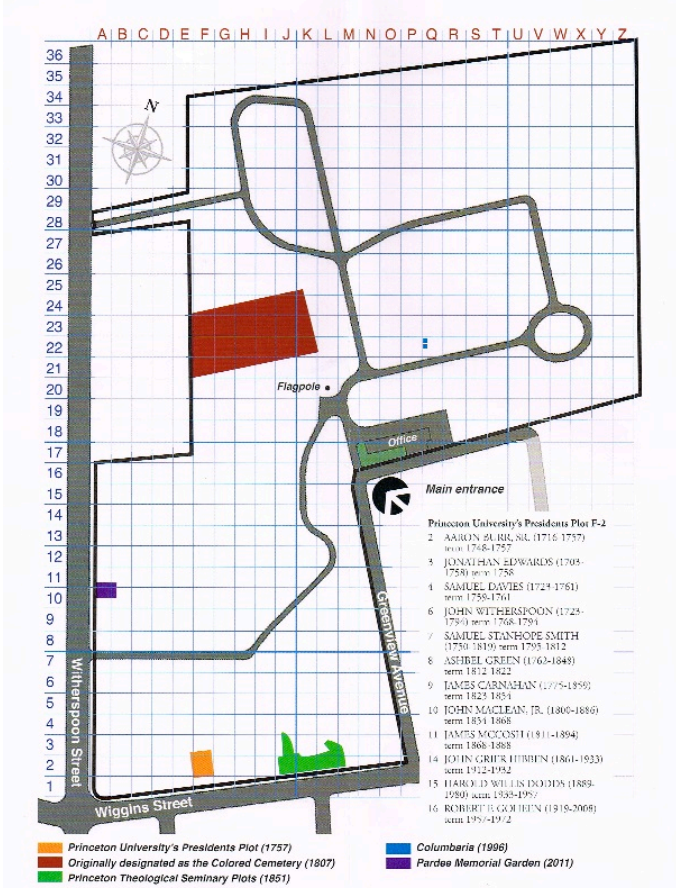 A B C D E F G H I J K L M N O P Q R S T U V W X Y Z
36
35
34
33
32
31
30
29
28
27
26
25
24
23
22
21
20
19
18
17
16
15
14
13
12
11
10
9
8
7
6
5
4
3
2
1
N
Flagpole
Office
Main entrance
Greenview Avenue
Witherspoon Street
Wiggins Street
Princeton University's Presidents Plot F-2
2 AARON BURR, SR. (1716-1757)
term 1748-1757
3 JONATHAN EDWARDS (1703-
1758) term 1758
4 SAMUEL DAVIES (1723-1761)
term 1759-1761
6 JOHN WITHERSPOON (1723-
1794) term 1768-1794
7 SAMUEL STANHOPE SMITH
(1750-1819) term 1795-1812
8 ASHBEL GREEN (1762-1848)
term 1812-1822
9 JAMES CARNAHAN (1775-1859)
term 1823-1854
10 JOHN MACLEAN, JR. (1800-1886)
term 1854-1868
11 JAMES MCCOSH (1811-1894)
term 1868-1888
14 JOHN GRIER HIBBEN (1861-1933)
term 1912-1932
15 HAROLD WILLIS DODDS (1889-
1980) term 1933-1957
16 ROBERT F. GOHEEN (1919-2008)
term 1957-1972
Princeton University's Presidents Plot (1757)
Originally designated as the Colored Cemetery (1807)
Princeton Theological Seminary Plots (1851)
Columbaria (1996)
Pardee Memorial Garden (2011)